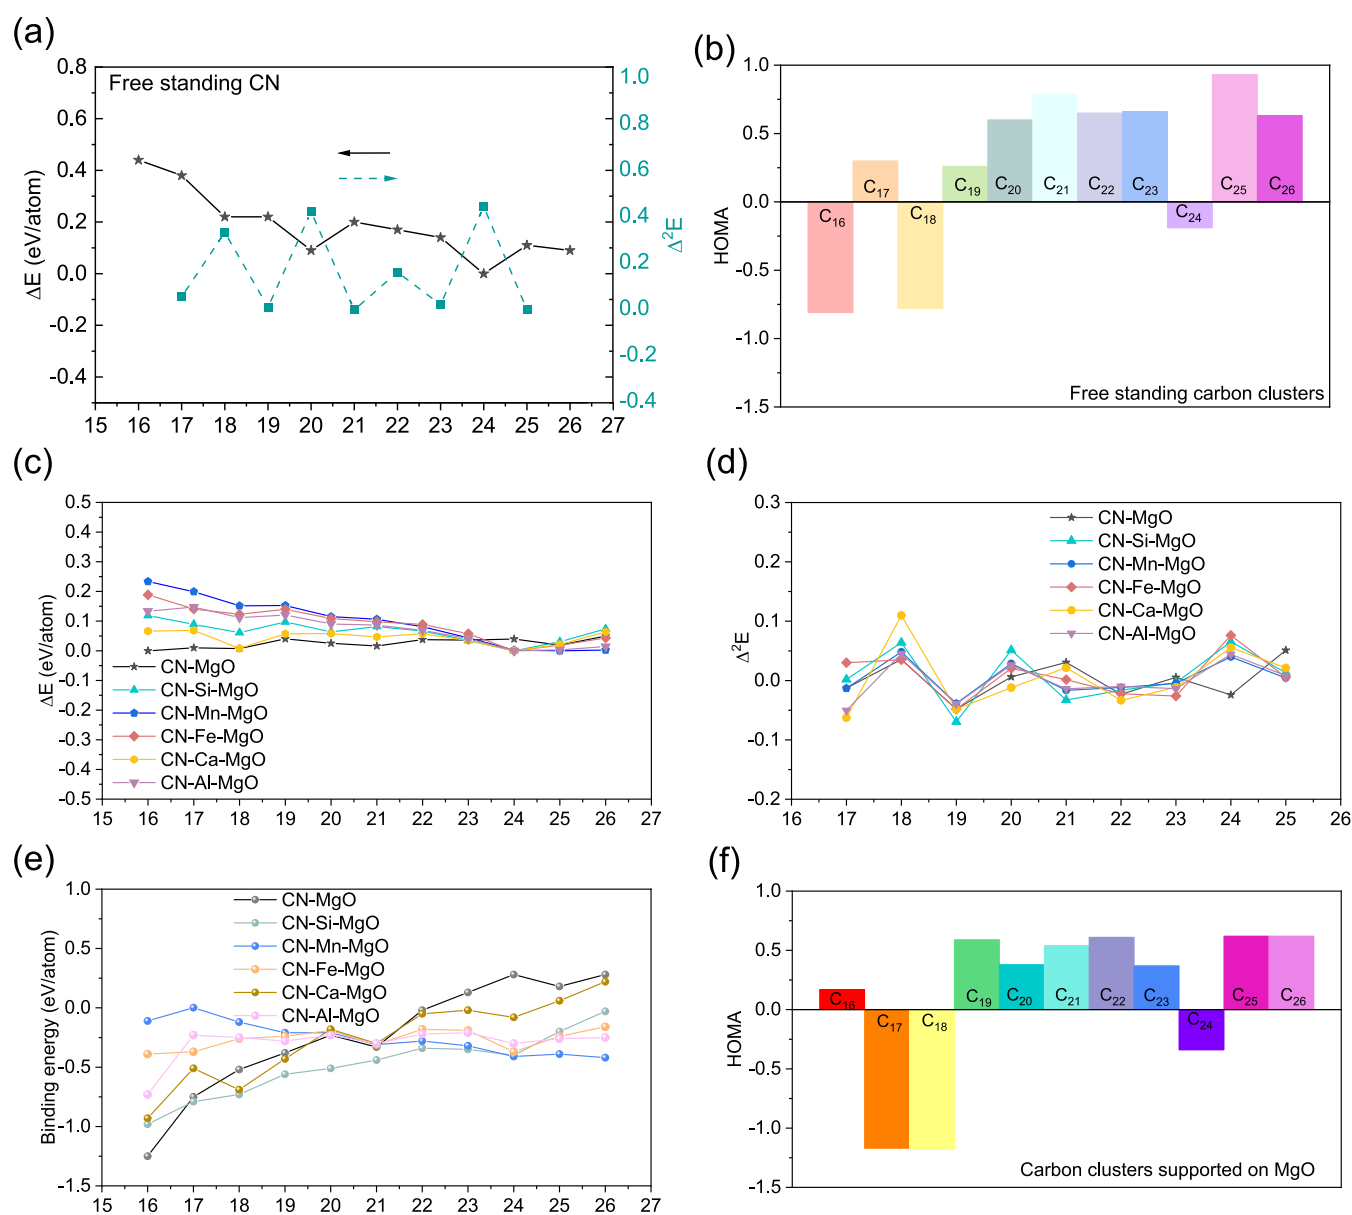 (a)
Free standing CN
0.8
0.6
0.4
0.2
0.0
-0.2
-0.4
ΔE (eV/atom)
1.0
0.8
0.6
0.4
0.2
0.0
-0.2
-0.4
Δ²E
15 16 17 18 19 20 21 22 23 24 25 26 27
(b)
1.0
0.5
0.0
-0.5
-1.0
-1.5
HOMA
C₁₆
C₁₇
C₁₈
C₁₉
C₂₀
C₂₁
C₂₂
C₂₃
C₂₄
C₂₅
C₂₆
Free standing carbon clusters
(c)
0.5
0.4
0.3
0.2
0.1
0.0
-0.1
-0.2
-0.3
-0.4
-0.5
ΔE (eV/atom)
CN-MgO
CN-Si-MgO
CN-Mn-MgO
CN-Fe-MgO
CN-Ca-MgO
CN-Al-MgO
15 16 17 18 19 20 21 22 23 24 25 26 27
(d)
0.3
0.2
0.1
0.0
-0.1
-0.2
Δ²E
CN-MgO
CN-Si-MgO
CN-Mn-MgO
CN-Fe-MgO
CN-Ca-MgO
CN-Al-MgO
16 17 18 19 20 21 22 23 24 25 26
(e)
1.0
0.5
0.0
-0.5
-1.0
-1.5
Binding energy (eV/atom)
CN-MgO
CN-Si-MgO
CN-Mn-MgO
CN-Fe-MgO
CN-Ca-MgO
CN-Al-MgO
15 16 17 18 19 20 21 22 23 24 25 26 27
(f)
1.0
0.5
0.0
-0.5
-1.0
-1.5
HOMA
C₁₆
C₁₇
C₁₈
C₁₉
C₂₀
C₂₁
C₂₂
C₂₃
C₂₄
C₂₅
C₂₆
Carbon clusters supported on MgO